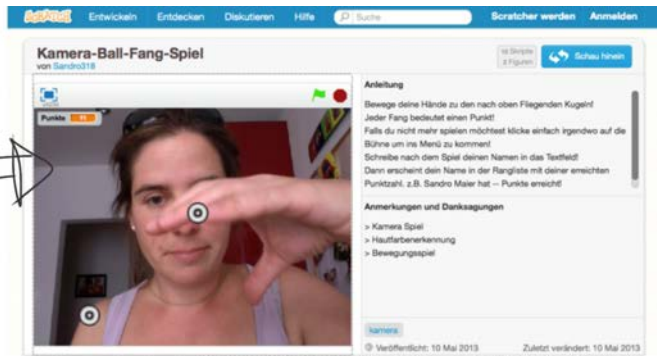 SCRATCH Entwickeln Entdecken Diskutieren Hilfe Suche Scratcher werden Anmelden
Kamera-Ball-Fang-Spiel
von Sandro318
Skripte
2 Figuren
Schau hinein
Punkte
Anleitung
Bewege deine Hände zu den nach oben Fliegenden Kugeln!
Jeder Fang bedeutet einen Punkt!
Falls du nicht mehr spielen möchtest klicke einfach irgendwo auf die
Bühne um ins Menü zu kommen!
Schreibe nach dem Spiel deinen Namen in das Textfeld!
Dann erscheint dein Name in der Rangliste mit deiner erreichten
Punktzahl. z.B. Sandro Maier hat -- Punkte erreicht!
Anmerkungen und Danksagungen
> Kamera Spiel
> Hautfarbenerkennung
> Bewegungsspiel
kamera
Veröffentlicht: 10 Mai 2013 Zuletzt verändert: 10 Mai 2013